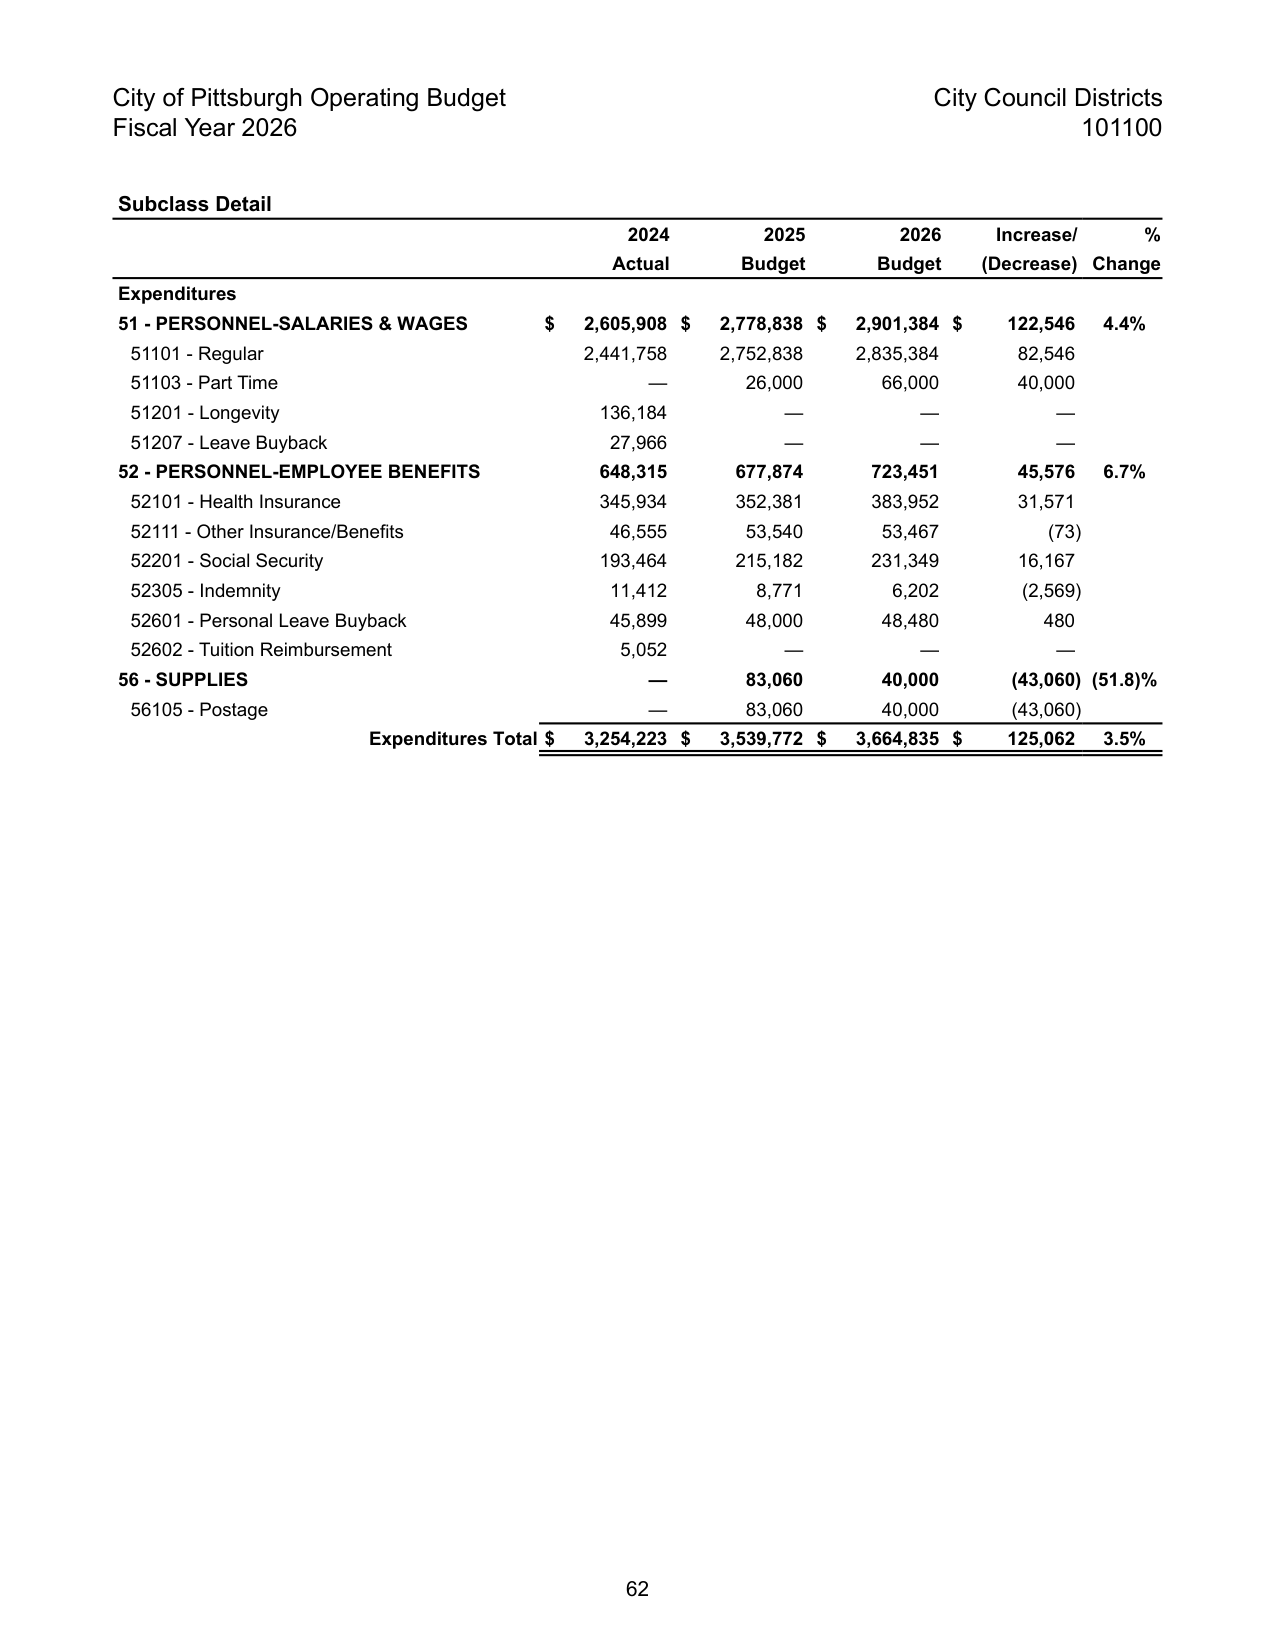 City of Pittsburgh Operating Budget City Council Districts
Fiscal Year 2026 101100
Subclass Detail
2024 2025 2026 Increase/ %
Actual Budget Budget (Decrease) Change
Expenditures
51 - PERSONNEL-SALARIES & WAGES $ 2,605,908 $ 2,778,838 $ 2,901,384 $ 122,546 4.4%
51101 - Regular 2,441,758 2,752,838 2,835,384 82,546
51103 - Part Time — 26,000 66,000 40,000
51201 - Longevity 136,184 — — —
51207 - Leave Buyback 27,966 — — —
52 - PERSONNEL-EMPLOYEE BENEFITS 648,315 677,874 723,451 45,576 6.7%
52101 - Health Insurance 345,934 352,381 383,952 31,571
52111 - Other Insurance/Benefits 46,555 53,540 53,467 (73)
52201 - Social Security 193,464 215,182 231,349 16,167
52305 - Indemnity 11,412 8,771 6,202 (2,569)
52601 - Personal Leave Buyback 45,899 48,000 48,480 480
52602 - Tuition Reimbursement 5,052 — — —
56 - SUPPLIES — 83,060 40,000 (43,060) (51.8)%
56105 - Postage — 83,060 40,000 (43,060)
Expenditures Total $ 3,254,223 $ 3,539,772 $ 3,664,835 $ 125,062 3.5%
62